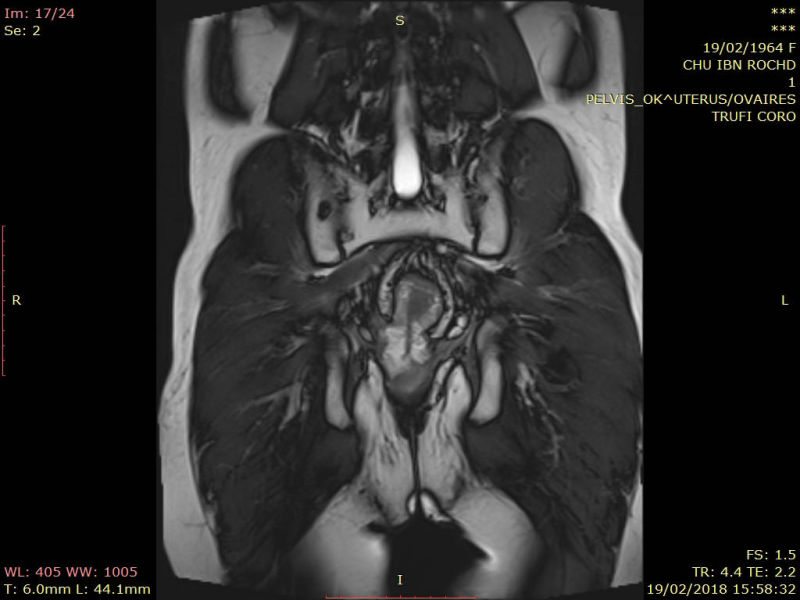 Im: 17/24
Se: 2
S
***
***
19/02/1964 F
CHU IBN ROCHD
1
PELVIS_OK^UTERUS/OVAIRES
TRUFI CORO
R
L
WL: 405 WW: 1005
T: 6.0mm L: 44.1mm
I
FS: 1.5
TR: 4.4 TE: 2.2
19/02/2018 15:58:32